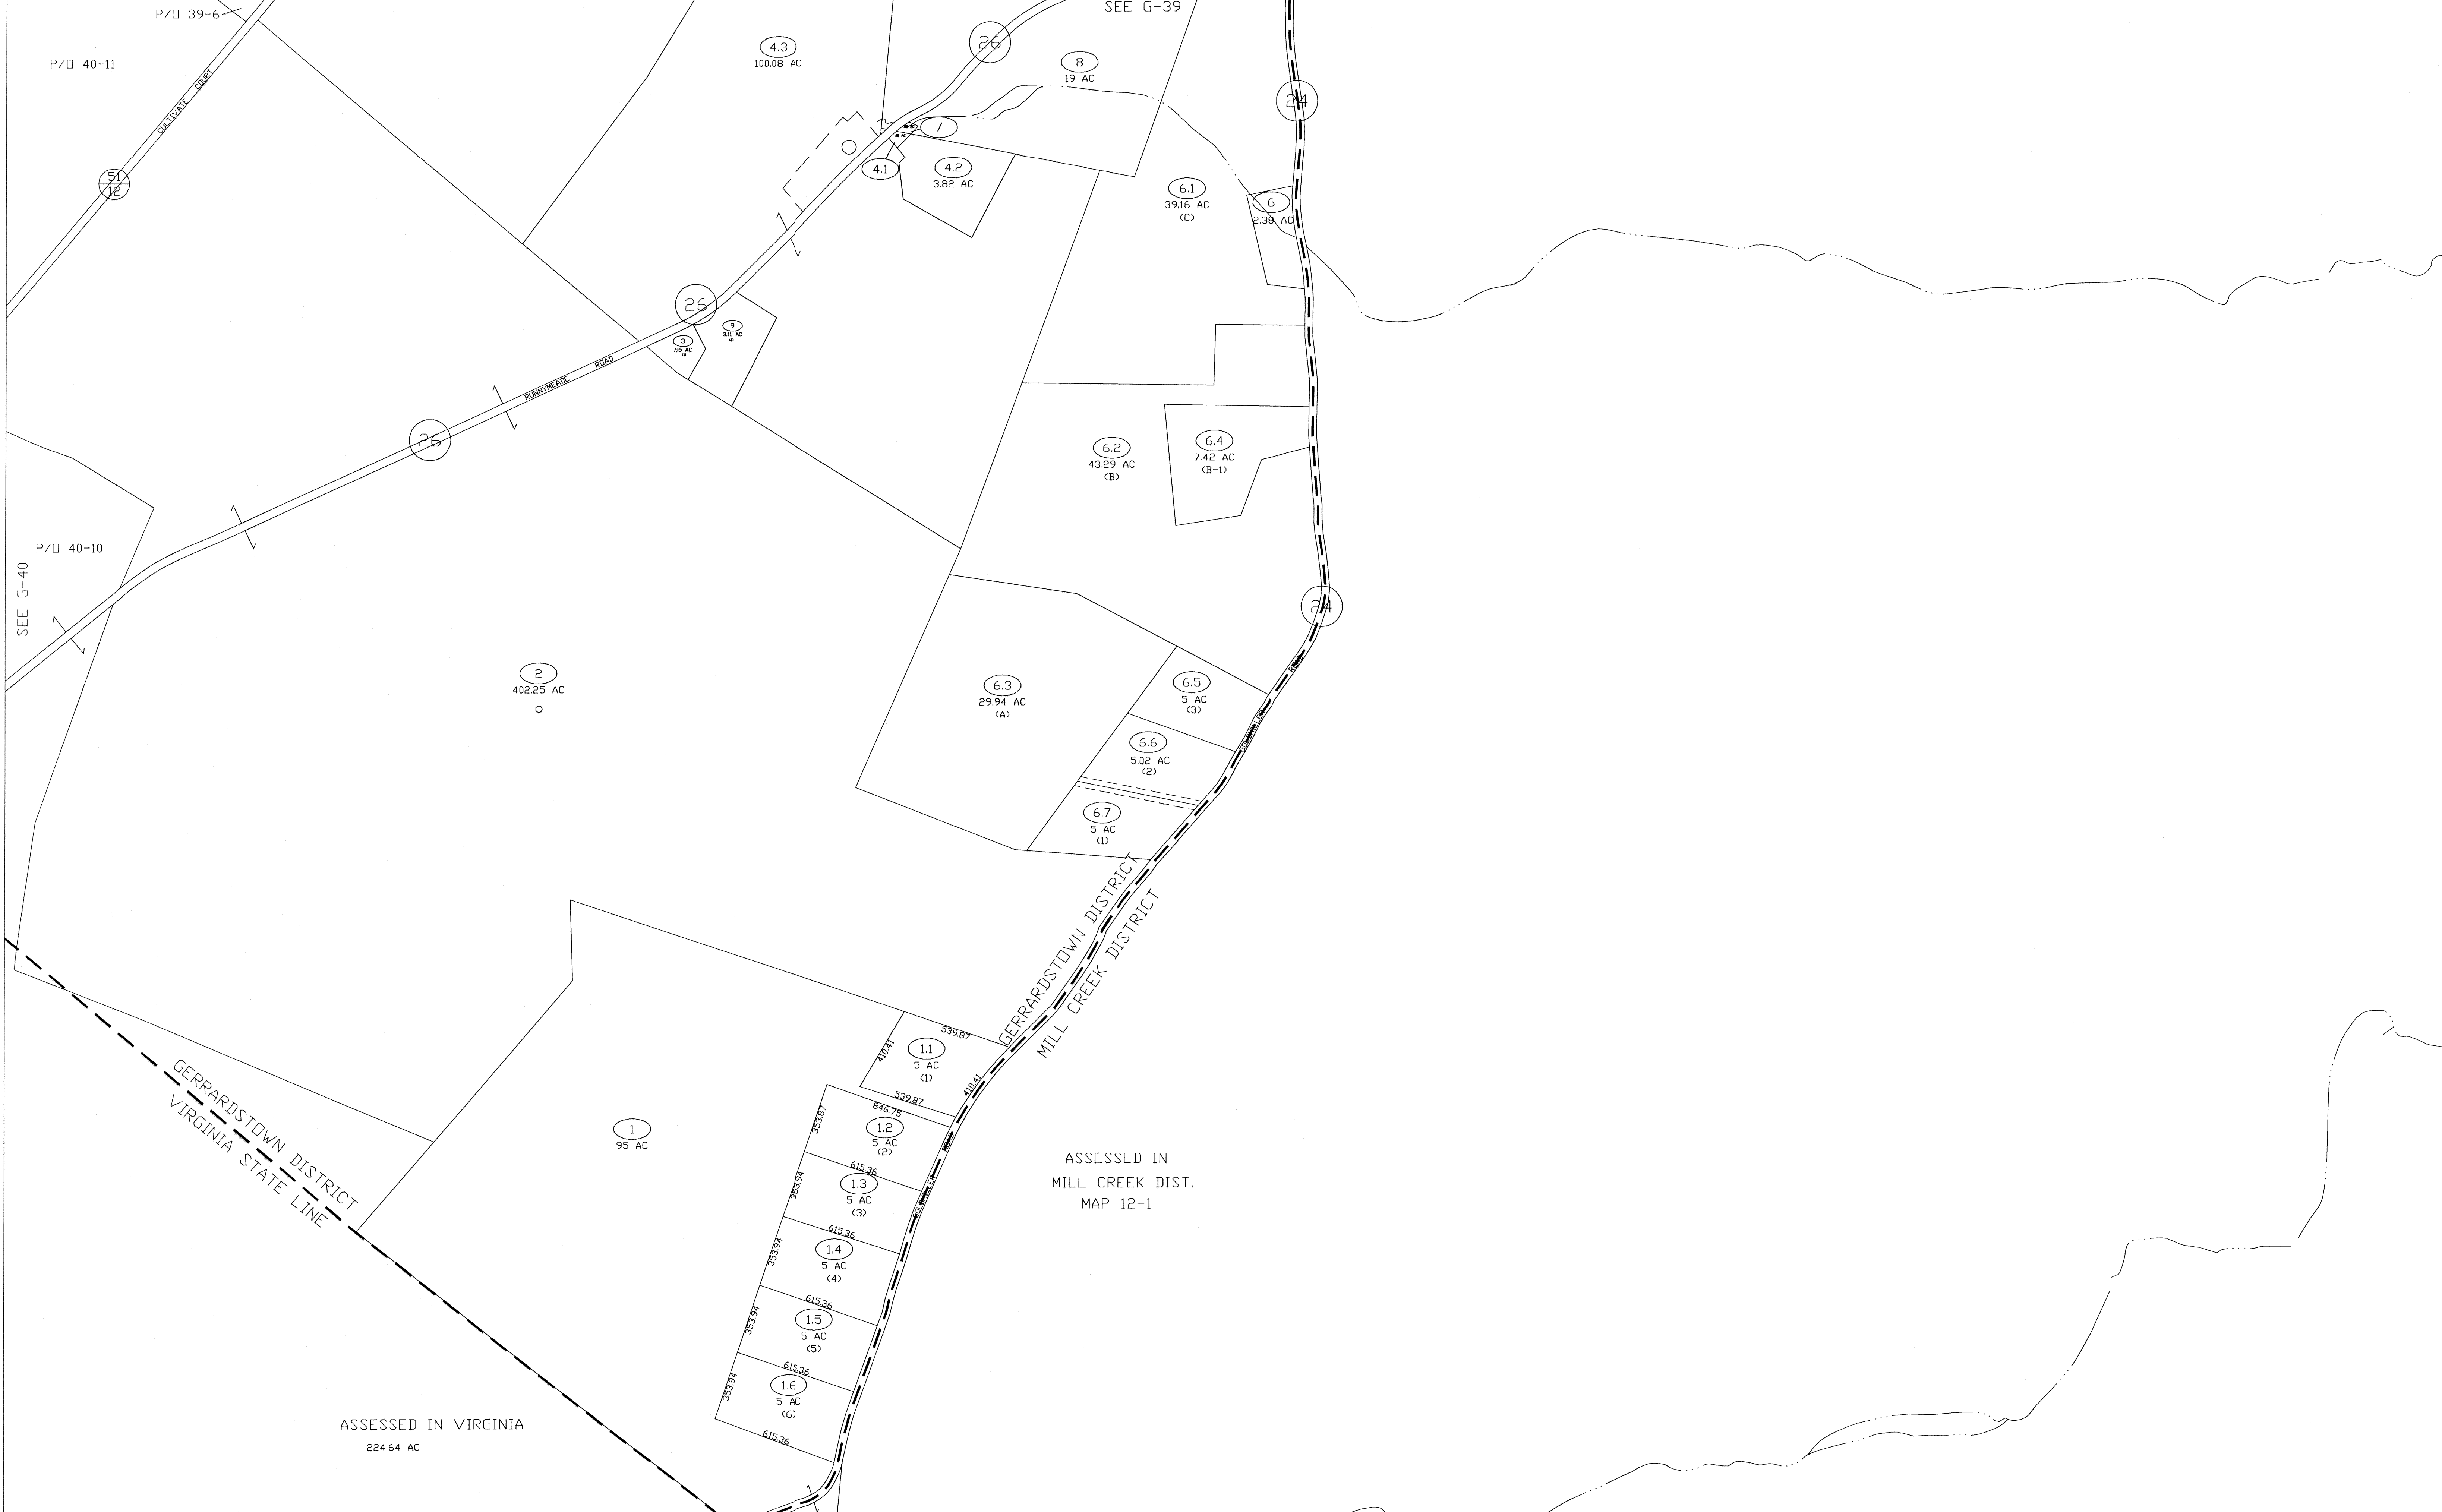 P/O 39-6
SEE G-39
P/O 40-11
CULTIVATE COURT
51
12
4.3
100.08 AC
26
8
19 AC
24
7
4.1
4.2
3.82 AC
6.1
39.16 AC
(C)
6
2.38 AC
26
9
3.11 AC
3
.95 AC
RUNNYMEADE ROAD
26
6.2
43.29 AC
(B)
6.4
7.42 AC
(B-1)
P/O 40-10
SEE G-40
24
2
402.25 AC
6.3
29.94 AC
(A)
6.5
5 AC
(3)
ROAD
6.6
5.02 AC
(2)
6.7
5 AC
(1)
GERRARDSTOWN DISTRICT
MILL CREEK DISTRICT
539.87
410.41
1.1
5 AC
(1)
410.41
539.87
846.75
353.87
1.2
5 AC
(2)
ROAD
1
95 AC
615.36
353.94
1.3
5 AC
(3)
615.36
353.94
1.4
5 AC
(4)
615.36
353.94
1.5
5 AC
(5)
615.36
353.94
1.6
5 AC
(6)
615.36
GERRARDSTOWN DISTRICT
VIRGINIA STATE LINE
ASSESSED IN
MILL CREEK DIST.
MAP 12-1
ASSESSED IN VIRGINIA
224.64 AC